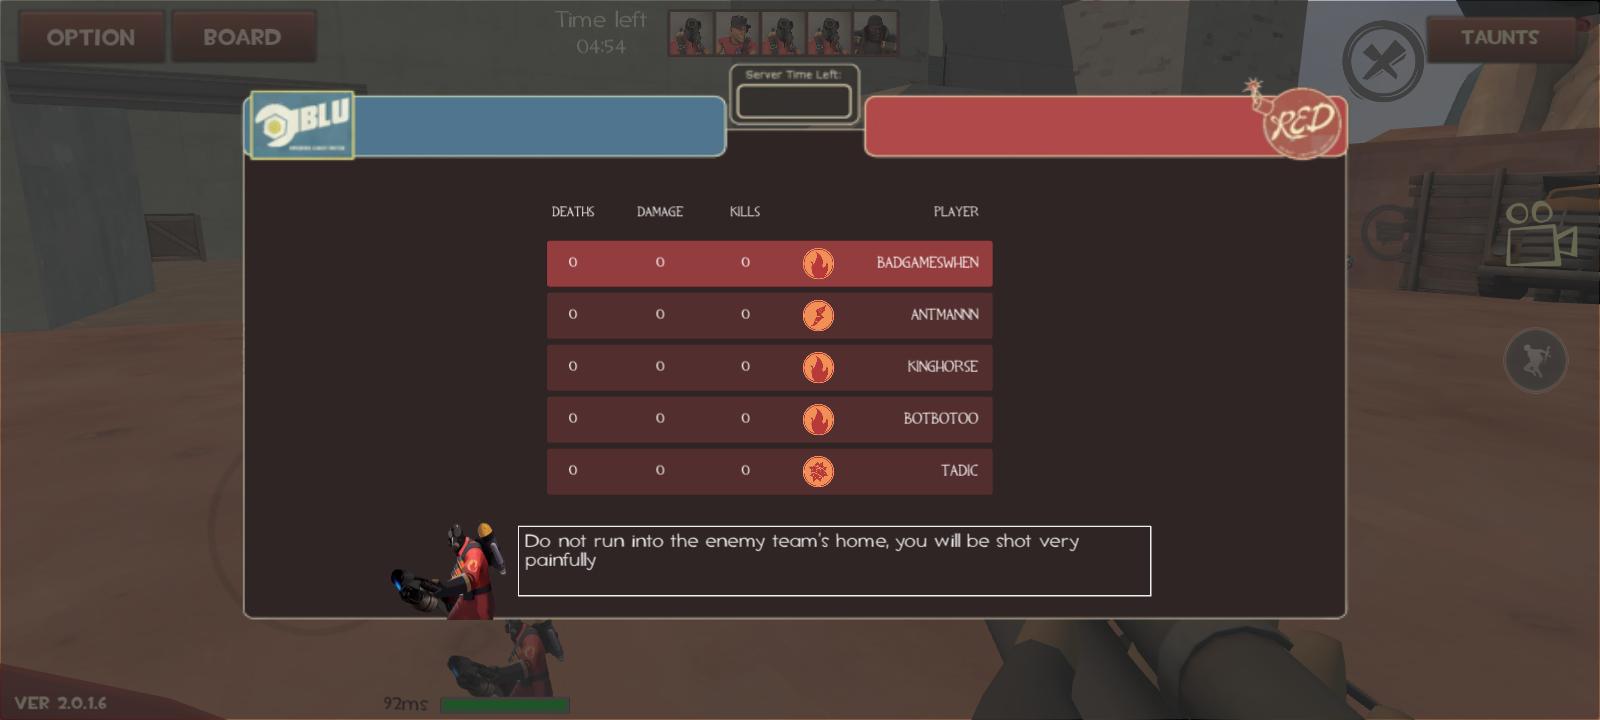 OPTION
BOARD
Time left
04:54
TAUNTS
Server Time Left:
BLU
RED
DEATHS DAMAGE KILLS PLAYER
0 0 0 BADGAMESWHEN
0 0 0 ANTMANNN
0 0 0 KINGHORSE
0 0 0 BOTBOTOO
0 0 0 TADIC
Do not run into the enemy team's home, you will be shot very
painfully
VER 2.0.1.6
92ms